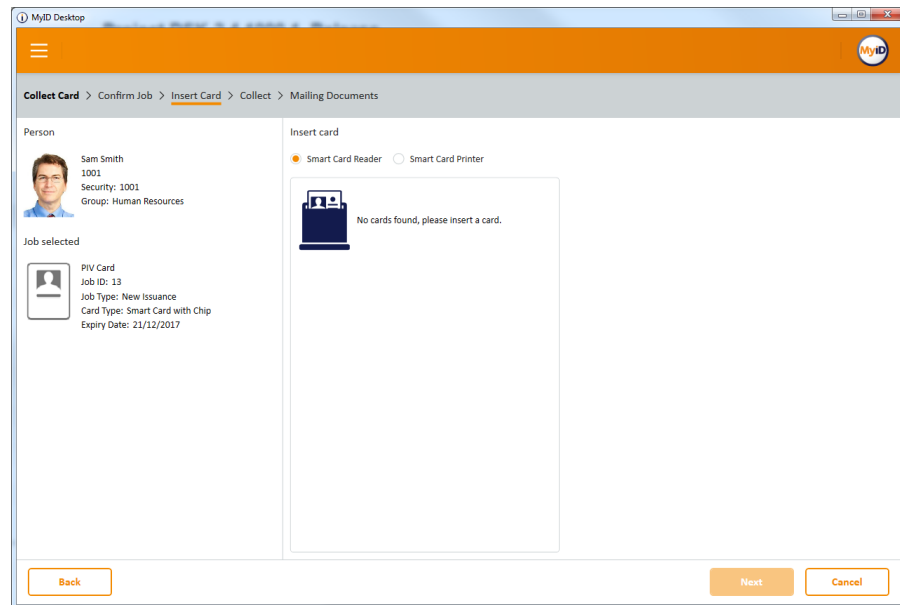 MyID Desktop
MyiD
Collect Card > Confirm Job > Insert Card > Collect > Mailing Documents
Person
Sam Smith
1001
Security: 1001
Group: Human Resources
Job selected
PIV Card
Job ID: 13
Job Type: New Issuance
Card Type: Smart Card with Chip
Expiry Date: 21/12/2017
Insert card
Smart Card Reader Smart Card Printer
No cards found, please insert a card.
Back Next Cancel